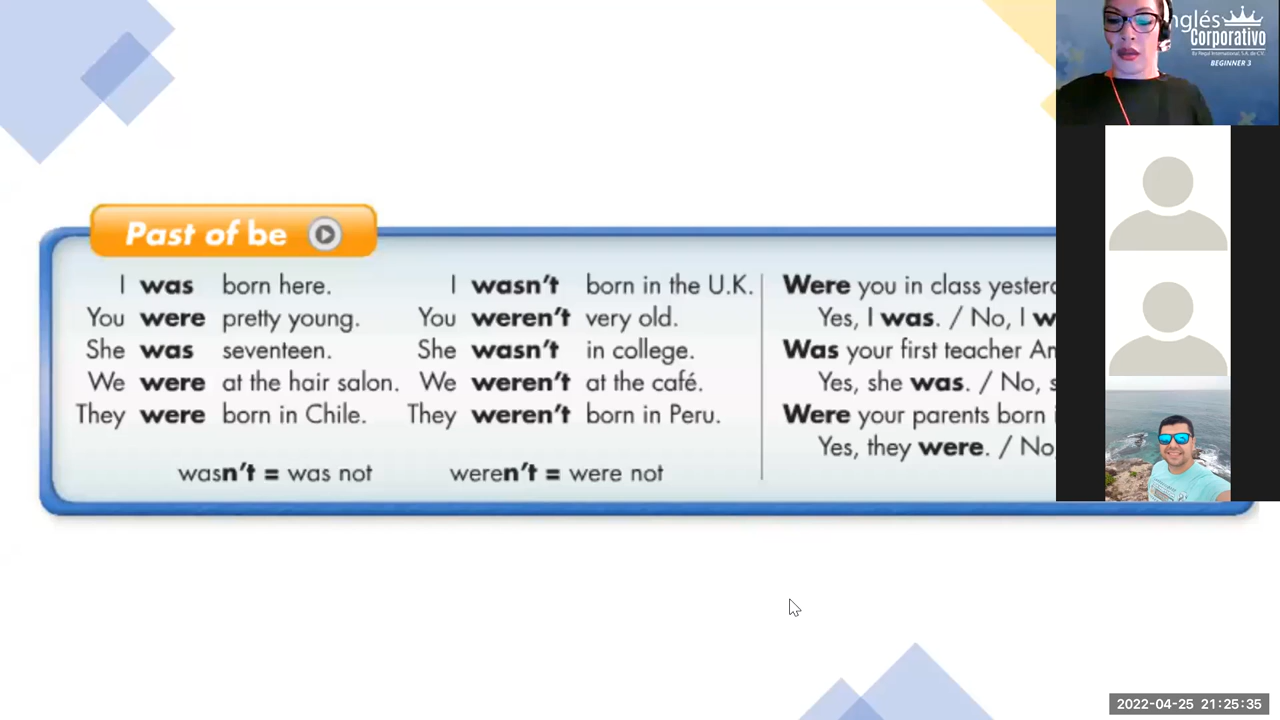 Past of be
I was born here.
You were pretty young.
She was seventeen.
We were at the hair salon.
They were born in Chile.
wasn't = was not
I wasn't born in the U.K.
You weren't very old.
She wasn't in college.
We weren't at the café.
They weren't born in Peru.
weren't = were not
Were you in class
Yes, I was. / No, I
Was your first teacher
Yes, she was. / No,
Were your parents born
Yes, they were. / No,
Corporativo
By Regal International, S.A. de C.V.
BEGINNER 3
2022-04-25 21:25:35